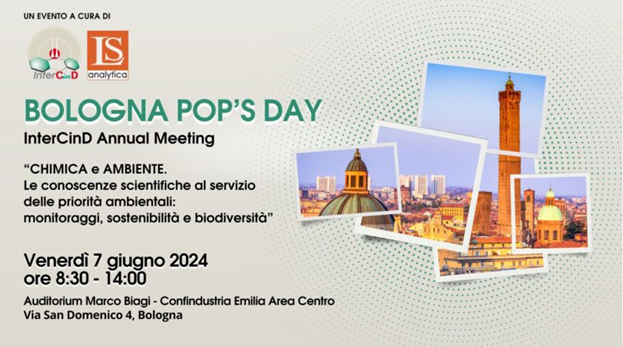 UN EVENTO A CURA DI
InterCinD
LS
analytica
BOLOGNA POP'S DAY
InterCinD Annual Meeting
“CHIMICA e AMBIENTE.
Le conoscenze scientifiche al servizio
delle priorità ambientali:
monitoraggi, sostenibilità e biodiversità”
Venerdì 7 giugno 2024
ore 8:30 - 14:00
Auditorium Marco Biagi - Confindustria Emilia Area Centro
Via San Domenico 4, Bologna